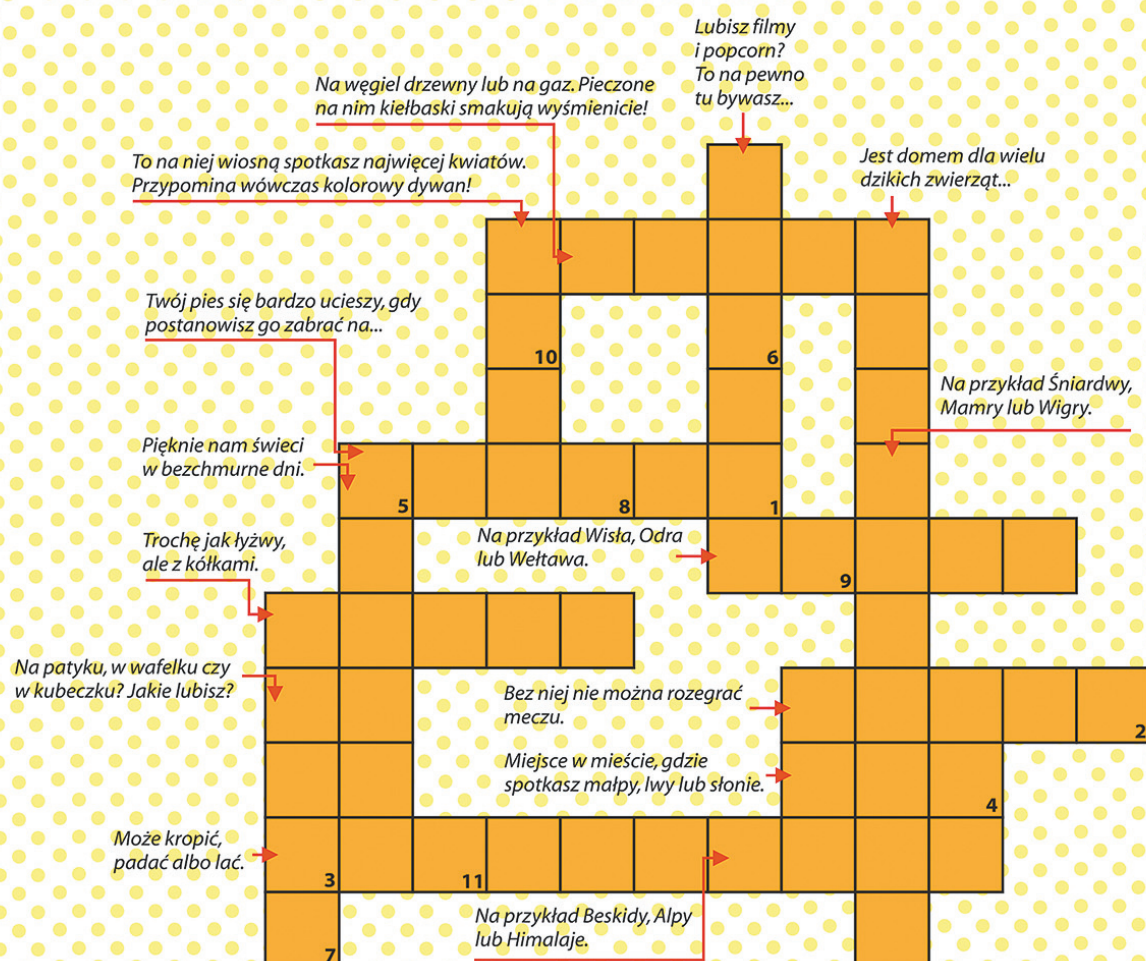 Lubisz filmy
i popcorn?
To na pewno
tu bywasz...
Na węgiel drzewny lub na gaz. Pieczone
na nim kiełbaski smakują wyśmienicie!
To na niej wiosną spotkasz najwięcej kwiatów.
Przypomina wówczas kolorowy dywan!
Jest domem dla wielu
dzikich zwierząt...
Twój pies się bardzo ucieszy, gdy
postanowisz go zabrać na...
10
6
Na przykład Śniardwy,
Mamry lub Wigry.
Pięknie nam świeci
w bezchmurne dni.
5
8
1
Trochę jak łyżwy,
ale z kółkami.
Na przykład Wisła, Odra
lub Wełtawa.
9
Na patyku, w wafelku czy
w kubeczku? Jakie lubisz?
Bez niej nie można rozegrać
meczu.
2
Miejsce w mieście, gdzie
spotkasz małpy, lwy lub słonie.
4
Może kropić,
padać albo lać.
3
11
Na przykład Beskidy, Alpy
lub Himalaje.
7